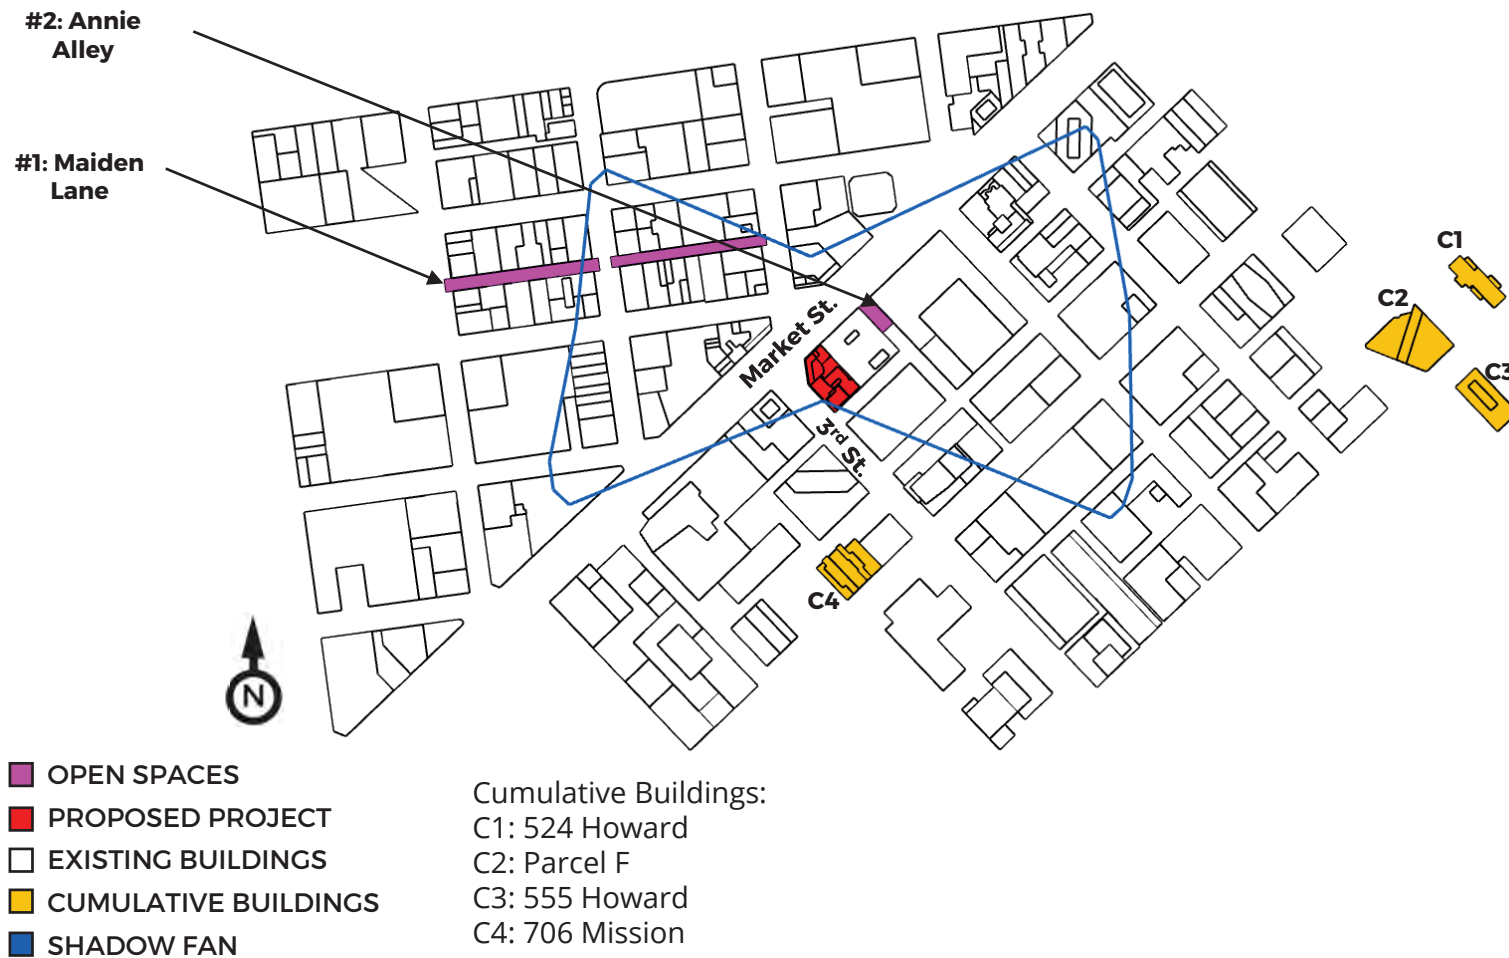 #2: Annie
Alley
#1: Maiden
Lane
C1
C2
C3
Market St.
3rd St.
C4
N
OPEN SPACES
PROPOSED PROJECT
EXISTING BUILDINGS
CUMULATIVE BUILDINGS
SHADOW FAN
Cumulative Buildings:
C1: 524 Howard
C2: Parcel F
C3: 555 Howard
C4: 706 Mission